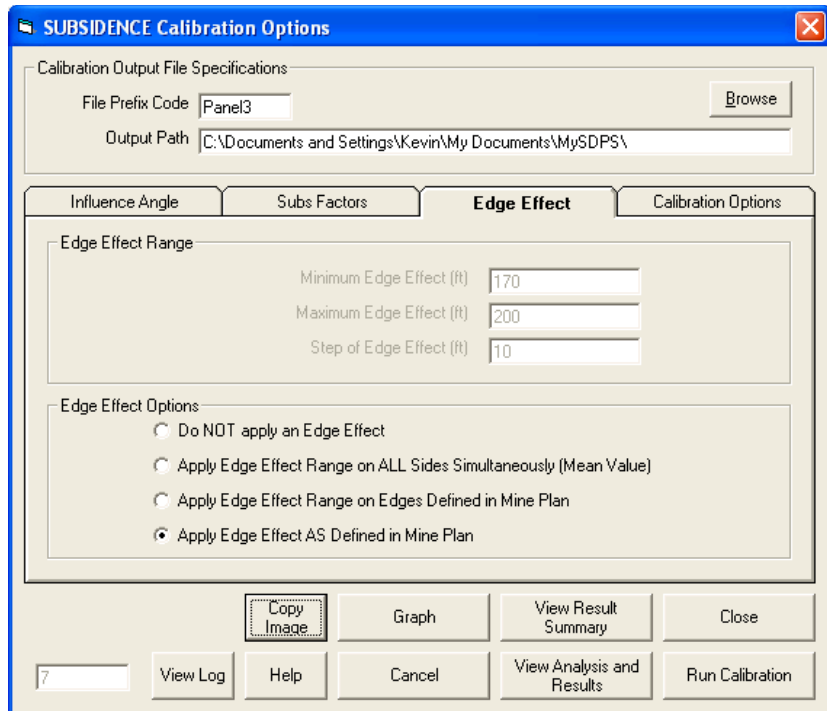 SUBSIDENCE Calibration Options
Calibration Output File Specifications
File Prefix Code Panel3 Browse
Output Path C:\Documents and Settings\Kevin\My Documents\MySDPS\
Influence Angle Subs Factors Edge Effect Calibration Options
Edge Effect Range
Minimum Edge Effect (ft) 170
Maximum Edge Effect (ft) 200
Step of Edge Effect (ft) 10
Edge Effect Options
Do NOT apply an Edge Effect
Apply Edge Effect Range on ALL Sides Simultaneously (Mean Value)
Apply Edge Effect Range on Edges Defined in Mine Plan
Apply Edge Effect AS Defined in Mine Plan
Copy
Image
Graph
View Result
Summary
Close
7
View Log
Help
Cancel
View Analysis and
Results
Run Calibration